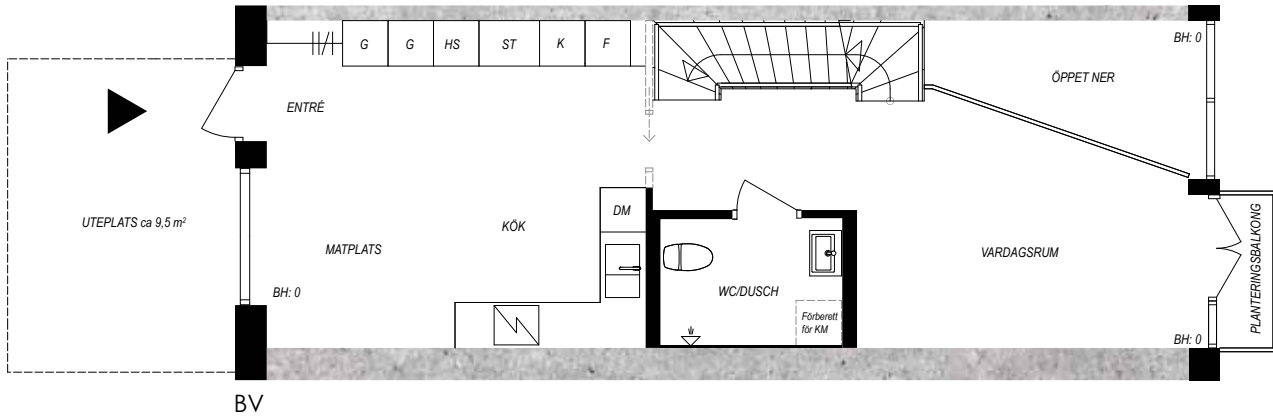 G
G
HS
ST
K
F
BH: 0
ÖPPET NER
ENTRÉ
DM
UTEPLATS ca 9,5 m²
KÖK
MATPLATS
VARDAGSRUM
PLANTERINGSBALKONG
WC/DUSCH
BH: 0
Förberett
för KM
BH: 0
BV